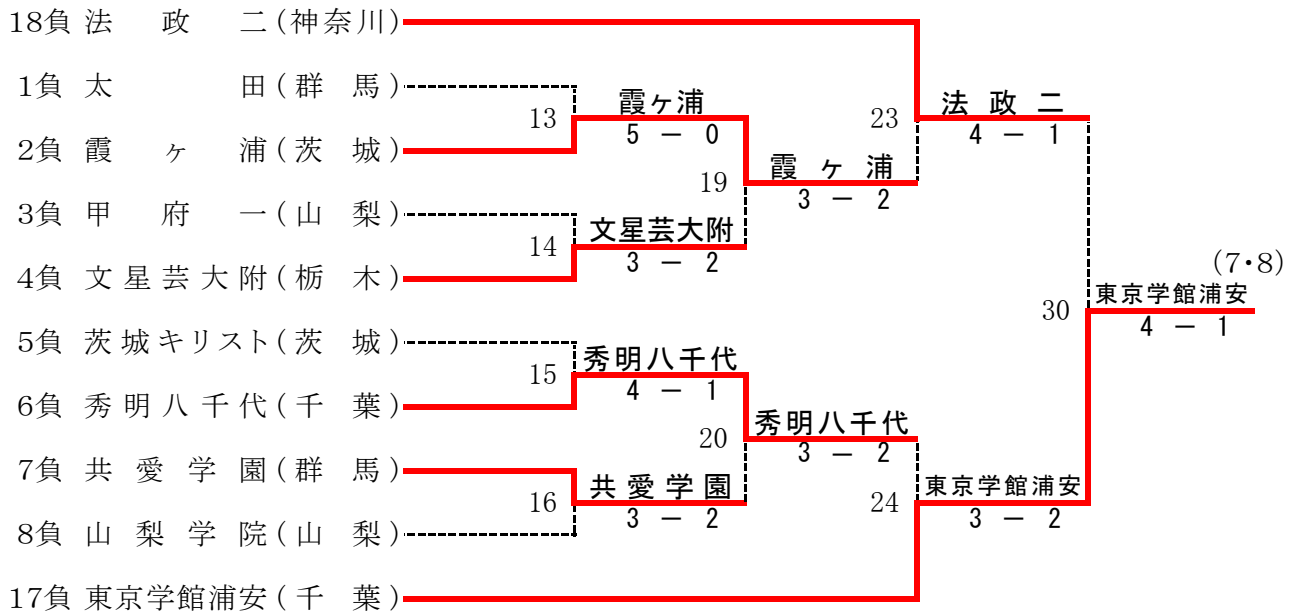 18負 法政二(神奈川)
1負 太田(群馬)
13 霞ヶ浦
5 － 0
23 法政二
4 － 1
2負 霞ヶ浦(茨城)
19 霞ヶ浦
3 － 2
3負 甲府一(山梨)
14 文星芸大附
3 － 2
4負 文星芸大附(栃木)
(7･8)
30 東京学館浦安
4 － 1
5負 茨城キリスト(茨城)
15 秀明八千代
4 － 1
6負 秀明八千代(千葉)
20 秀明八千代
3 － 2
7負 共愛学園(群馬)
16 共愛学園
3 － 2
24 東京学館浦安
3 － 2
8負 山梨学院(山梨)
17負 東京学館浦安(千葉)